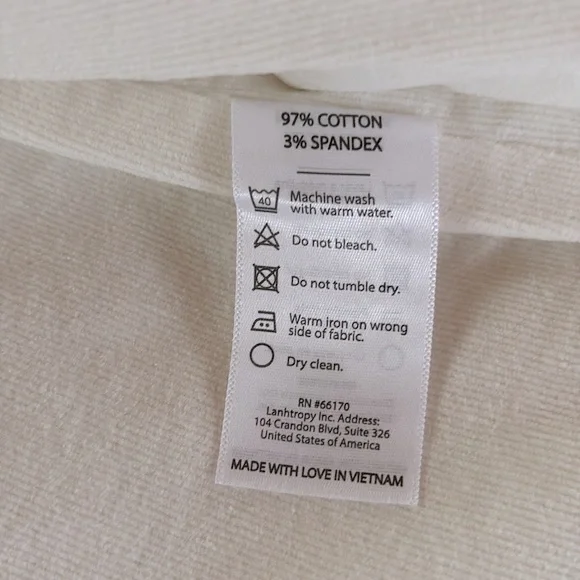 97% COTTON
3% SPANDEX
40
Machine wash
with warm water.
Do not bleach.
Do not tumble dry.
Warm iron on wrong
side of fabric.
Dry clean.
RN #66170
Lanhtropy Inc. Address:
104 Crandon Blvd, Suite 326
United States of America
MADE WITH LOVE IN VIETNAM